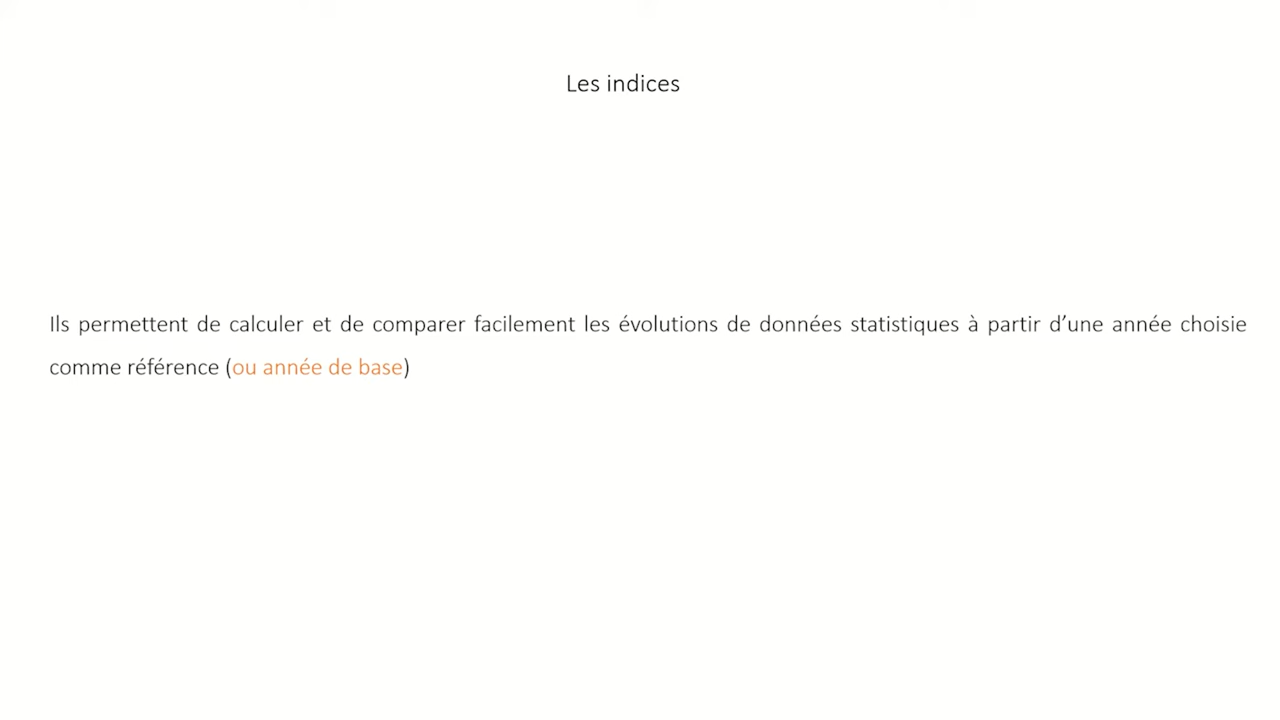 Les indices
Ils permettent de calculer et de comparer facilement les évolutions de données statistiques à partir d’une année choisie
comme référence (ou année de base)